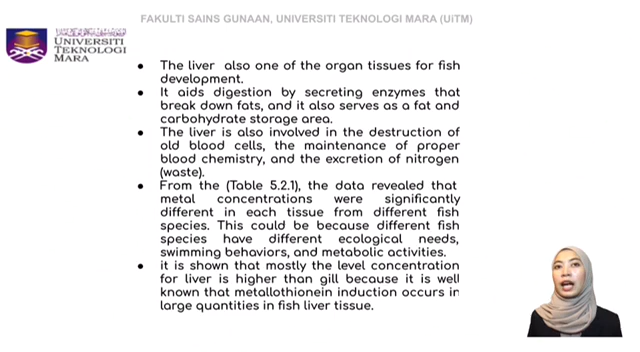 FAKULTI SAINS GUNAAN, UNIVERSITI TEKNOLOGI MARA (UiTM)
UNIVERSITI
TEKNOLOGI
MARA
● The liver also one of the organ tissues for fish
development.
● It aids digestion by secreting enzymes that
break down fats, and it also serves as a fat and
carbohydrate storage area.
● The liver is also involved in the destruction of
old blood cells, the maintenance of proper
blood chemistry, and the excretion of nitrogen
(waste).
● From the (Table 5.2.1), the data revealed that
metal concentrations were significantly
different in each tissue from different fish
species. This could be because different fish
species have different ecological needs,
swimming behaviors, and metabolic activities.
● it is shown that mostly the level concentration
for liver is higher than gill because it is well
known that metallothionein induction occurs in
large quantities in fish liver tissue.